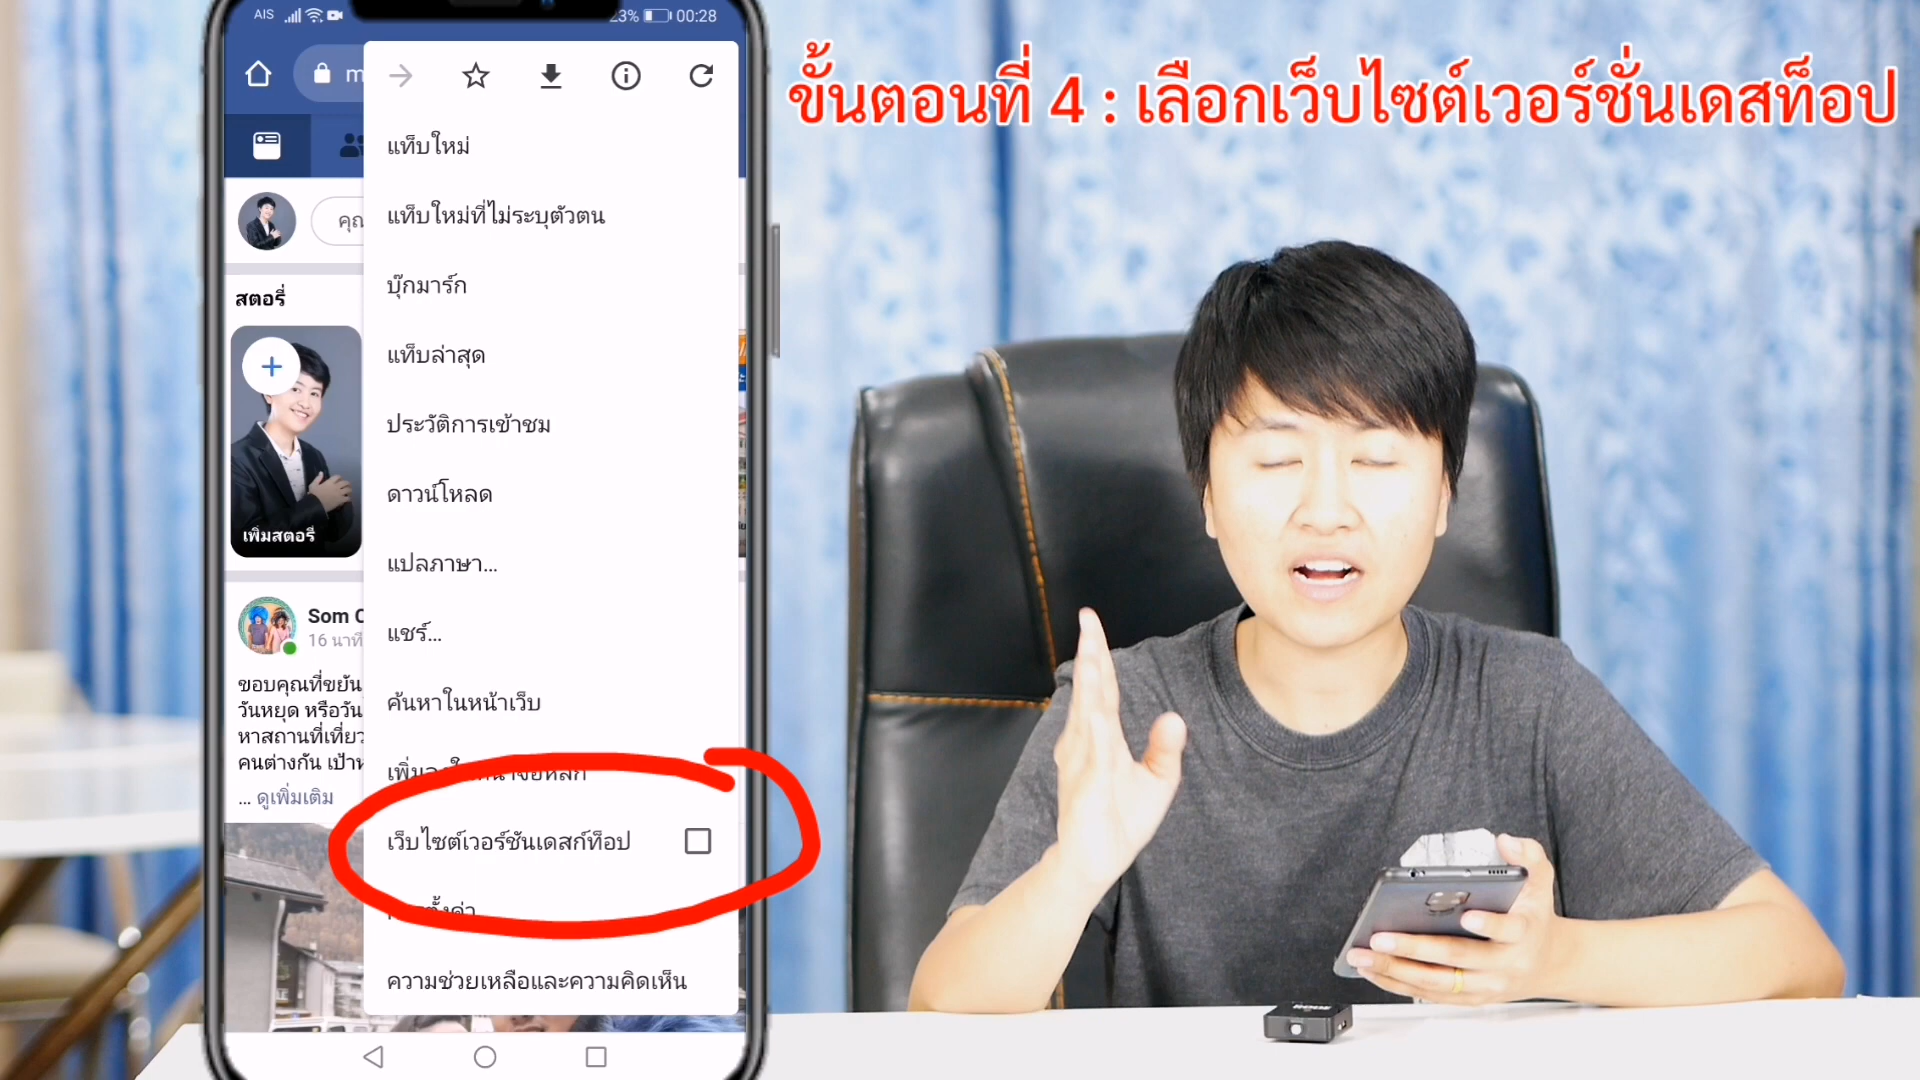 AIS
23% 00:28
ขั้นตอนที่ 4 : เลือกเว็บไซต์เวอร์ชั่นเดสท็อป
m
แท็บใหม่
แท็บใหม่ที่ไม่ระบุตัวตน
บุ๊กมาร์ก
แท็บล่าสุด
ประวัติการเข้าชม
ดาวน์โหลด
แปลภาษา...
แชร์...
ค้นหาในหน้าเว็บ
เว็บไซต์เวอร์ชันเดสก์ท็อป
ความช่วยเหลือและความคิดเห็น
สตอรี่
เพิ่มสตอรี่
Som
16 นาที
ขอบคุณที่ขยัน
วันหยุด หรือวัน
หาสถานที่เที่ยว
คนต่างกัน
... ดูเพิ่มเติม